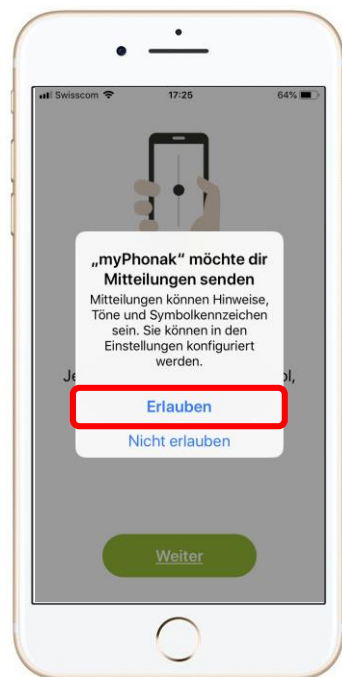 Swisscom 17:25 64%
„myPhonak“ möchte dir
Mitteilungen senden
Mitteilungen können Hinweise,
Töne und Symbolkennzeichen
sein. Sie können in den
Einstellungen konfiguriert
werden.
Erlauben
Nicht erlauben
Weiter